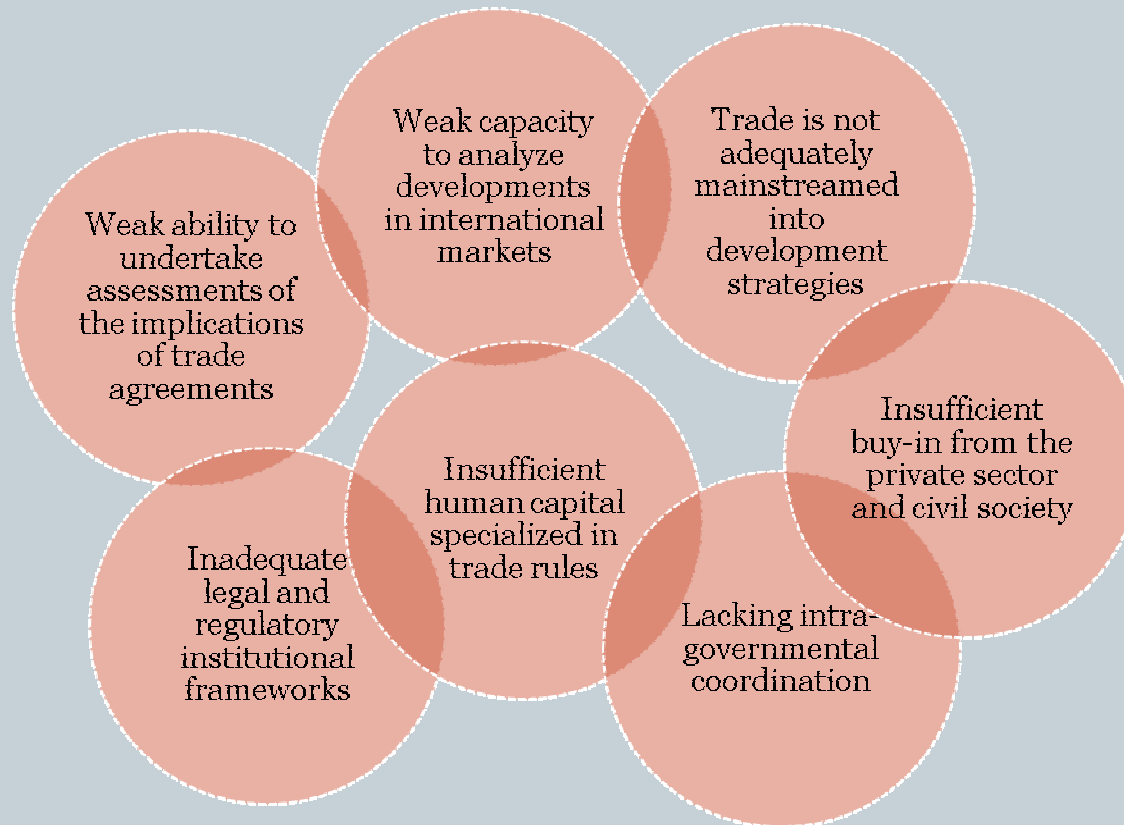 Weak ability to
undertake
assessments of
the implications
of trade
agreements
Weak capacity
to analyze
developments
in international
markets
Trade is not
adequately
mainstreamed
into
development
strategies
Insufficient
buy-in from the
private sector
and civil society
Inadequate
legal and
regulatory
institutional
frameworks
Insufficient
human capital
specialized in
trade rules
Lacking intra-
governmental
coordination